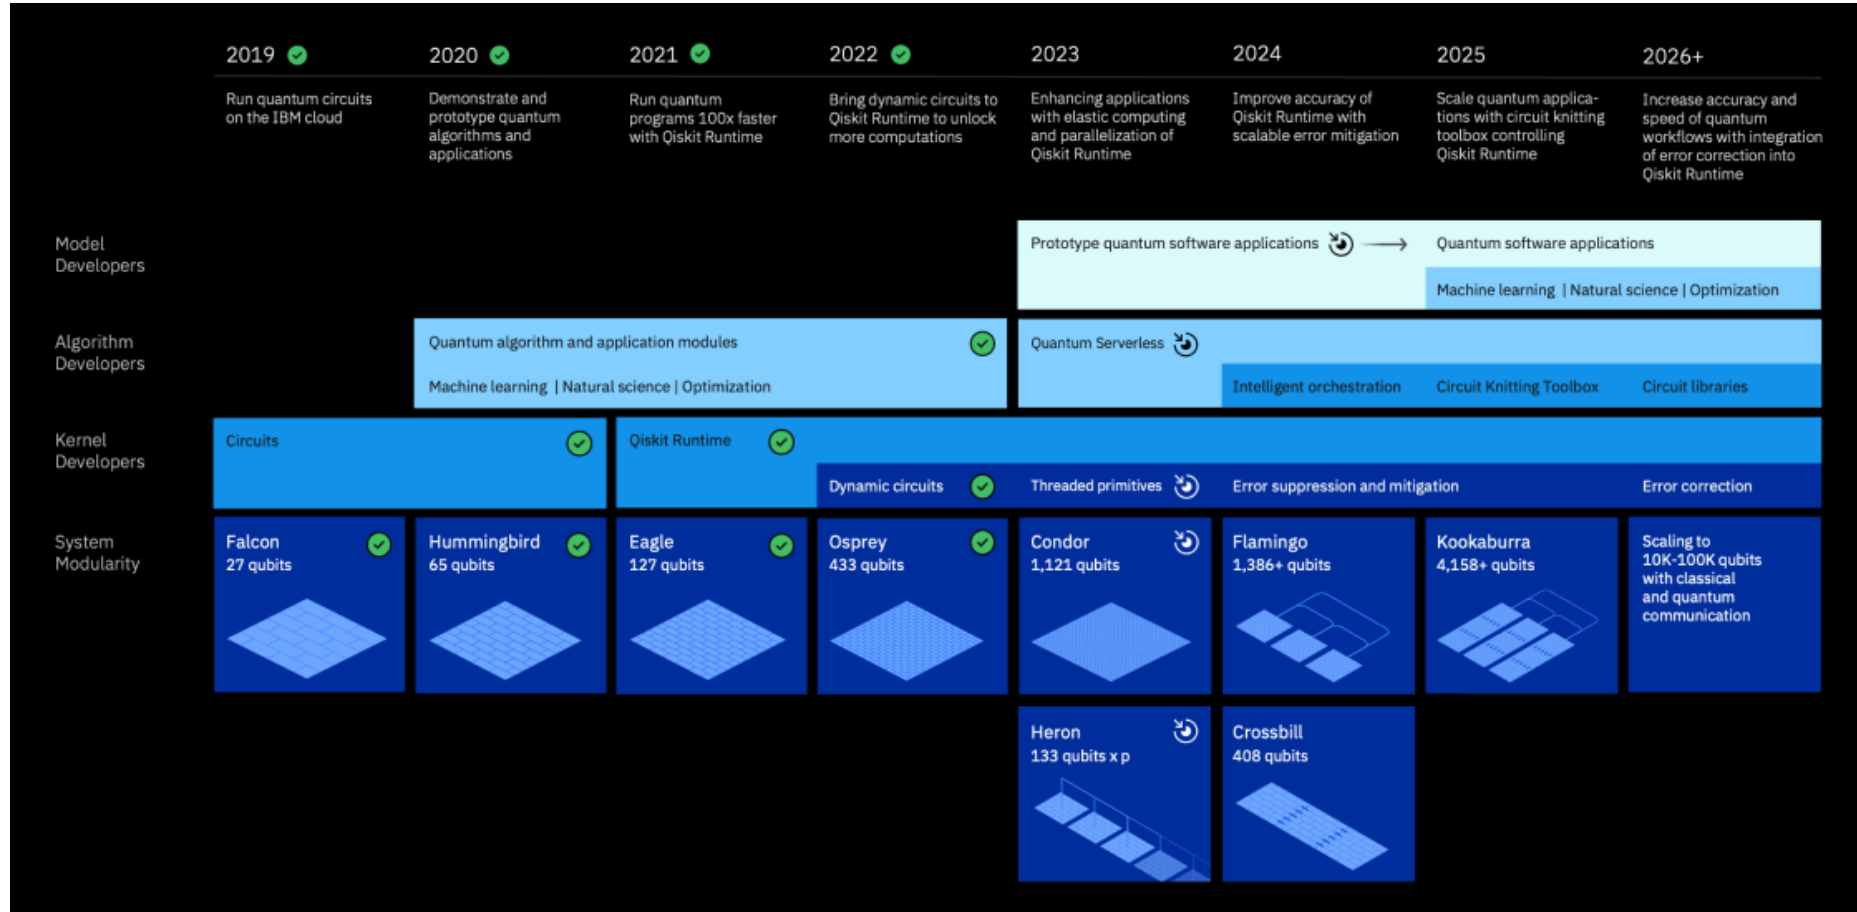 2019
2020
2021
2022
2023
2024
2025
2026+
Run quantum circuits
on the IBM cloud
Demonstrate and
prototype quantum
algorithms and
applications
Run quantum
programs 100x faster
with Qiskit Runtime
Bring dynamic circuits to
Qiskit Runtime to unlock
more computations
Enhancing applications
with elastic computing
and parallelization of
Qiskit Runtime
Improve accuracy of
Qiskit Runtime with
scalable error mitigation
Scale quantum applica-
tions with circuit knitting
toolbox controlling
Qiskit Runtime
Increase accuracy and
speed of quantum
workflows with integration
of error correction into
Qiskit Runtime
Model
Developers
Prototype quantum software applications
Quantum software applications
Machine learning | Natural science | Optimization
Algorithm
Developers
Quantum algorithm and application modules
Machine learning | Natural science | Optimization
Quantum Serverless
Intelligent orchestration
Circuit Knitting Toolbox
Circuit libraries
Kernel
Developers
Circuits
Qiskit Runtime
Dynamic circuits
Threaded primitives
Error suppression and mitigation
Error correction
System
Modularity
Falcon
27 qubits
Hummingbird
65 qubits
Eagle
127 qubits
Osprey
433 qubits
Condor
1,121 qubits
Flamingo
1,386+ qubits
Kookaburra
4,158+ qubits
Scaling to
10K-100K qubits
with classical
and quantum
communication
Heron
133 qubits x p
Crossbill
408 qubits